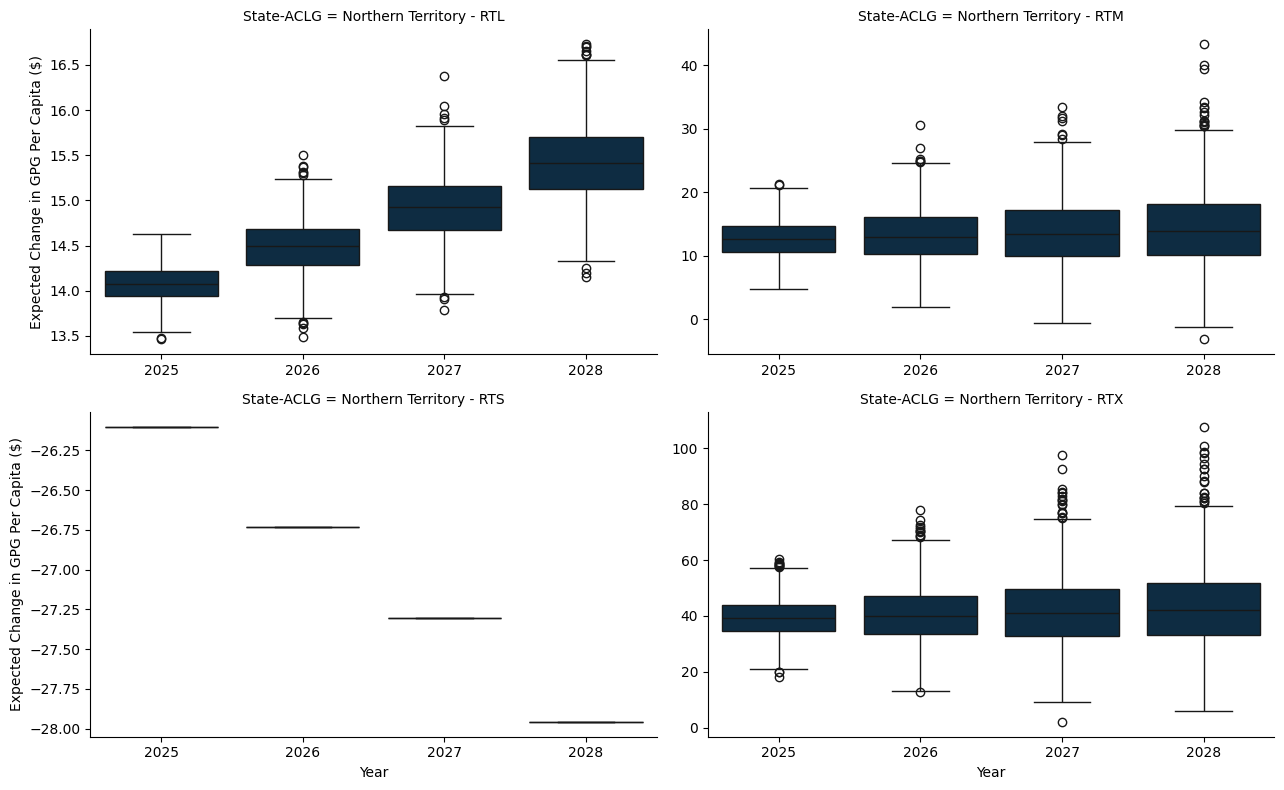 State-ACLG = Northern Territory - RTL
Expected Change in GPG Per Capita ($)
16.5
16.0
15.5
15.0
14.5
14.0
13.5
2025 2026 2027 2028
State-ACLG = Northern Territory - RTM
40
30
20
10
0
2025 2026 2027 2028
State-ACLG = Northern Territory - RTS
Expected Change in GPG Per Capita ($)
−26.25
−26.50
−26.75
−27.00
−27.25
−27.50
−27.75
−28.00
2025 2026 2027 2028
Year
State-ACLG = Northern Territory - RTX
100
80
60
40
20
0
2025 2026 2027 2028
Year